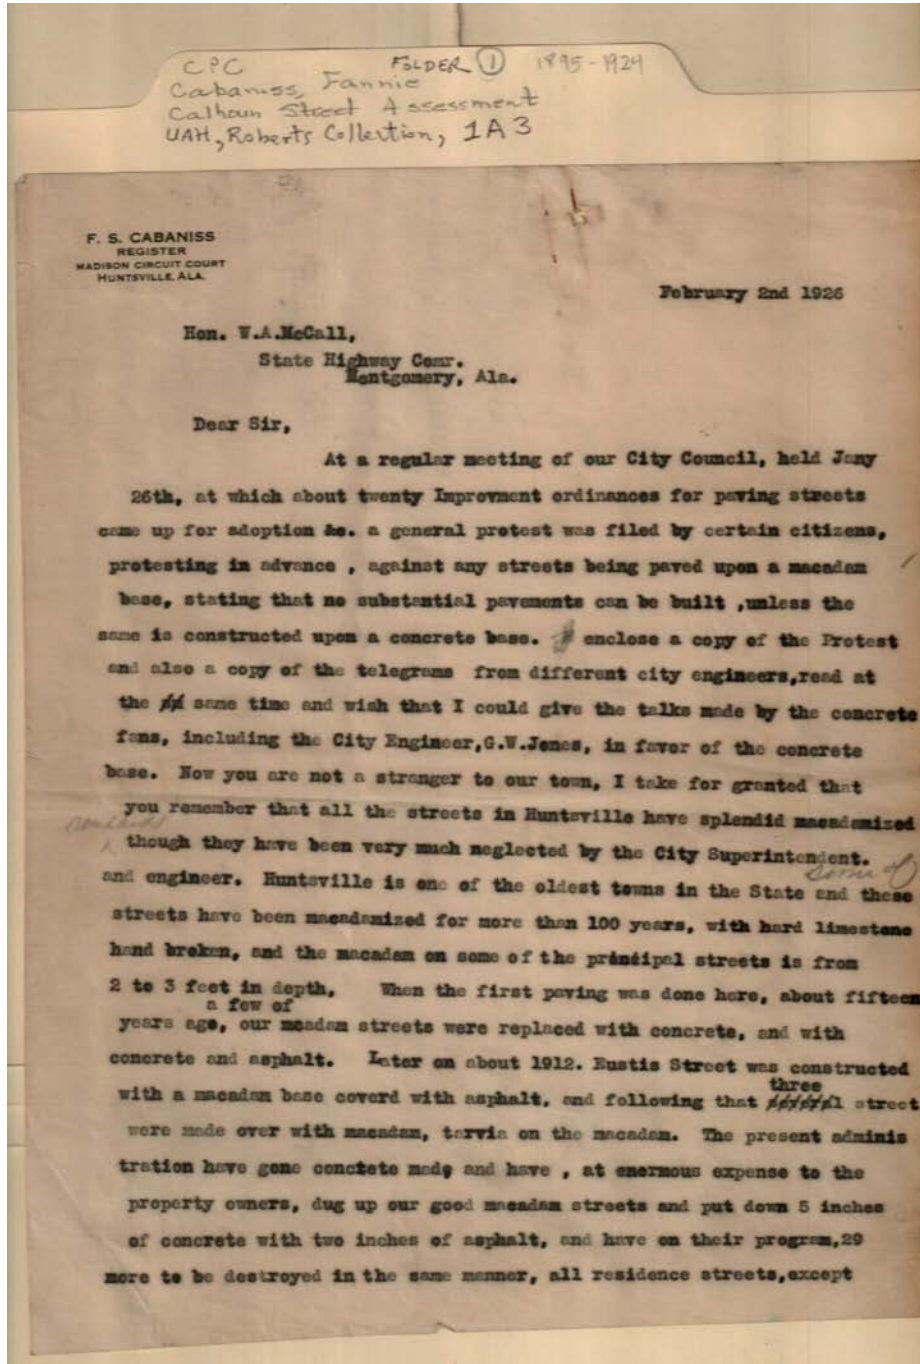 CPC FOLDER 1 1895-1924
Cabaniss, Fannie
Calhoun Street Assessment
UAH, Roberts Collection, 1A3
F. S. CABANISS
REGISTER
MADISON CIRCUIT COURT
HUNTSVILLE, ALA.
February 2nd 1926
Hon. W.A.McCall,
State Highway Comr.
Montgomery, Ala.
Dear Sir,
At a regular meeting of our City Council, held Jany
26th, at which about twenty Improvment ordinances for paving streets
came up for adoption &c. a general protest was filed by certain citizens,
protesting in advance , against any streets being paved upon a macadam
base, stating that no substantial pavements can be built ,unless the
same is constructed upon a concrete base. enclose a copy of the Protest
and also a copy of the telegrams from different city engineers,read at
the same time and wish that I could give the talks made by the concrete
fans, including the City Engineer,G.W.Jones, in favor of the concrete
base. Now you are not a stranger to our town, I take for granted that
you remember that all the streets in Huntsville have splendid macadamized
though they have been very much neglected by the City Superintendent.
some of
and engineer. Huntsville is one of the oldest towns in the State and these
streets have been macadamized for more than 100 years, with hard limestone
hand broken, and the macadam on some of the principal streets is from
2 to 3 feet in depth, When the first paving was done here, about fifteen
a few of
years ago, our macdam streets were replaced with concrete, and with
concrete and asphalt. Later on about 1912. Eustis Street was constructed
three
with a macadam base coverd with asphalt, and following that street
were made over with macadam, tarvia on the macadam. The present adminis
tration have gone conctete mad, and have , at enormous expense to the
property owners, dug up our good macadam streets and put down 5 inches
of concrete with two inches of asphalt, and have on their program,29
more to be destroyed in the same manner, all residence streets,except